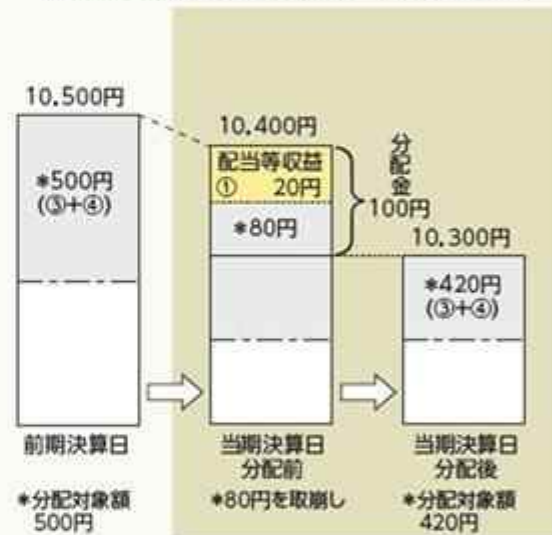 10,500円
*500円
(③+④)
前期決算日
*分配対象額
500円
10,400円
配当等収益
① 20円
*80円
分配金
100円
当期決算日
分配前
*80円を取崩し
10,300円
*420円
(③+④)
当期決算日
分配後
*分配対象額
420円